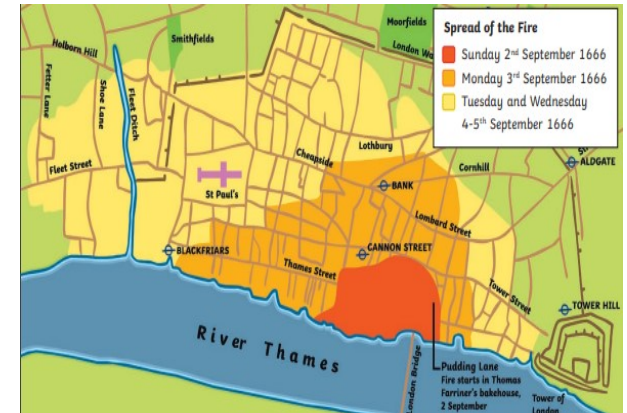 Spread of the Fire
Sunday 2nd September 1666
Monday 3rd September 1666
Tuesday and Wednesday
4-5th September 1666
Moorfields
Smithfields
London Wa
Holborn Hill
Fetter Lane
Shoe Lane
Fleet Ditch
Fleet Street
St Paul's
Cheapside
Lothbury
Cornhill
St
ALDGATE
BANK
Lombard Street
BLACKFRIARS
CANNON STREET
Thames Street
Tower Street
TOWER HILL
River Thames
London Bridge
Pudding Lane
Fire starts in Thomas
Farriner's bakehouse,
2 September
Tower of
London